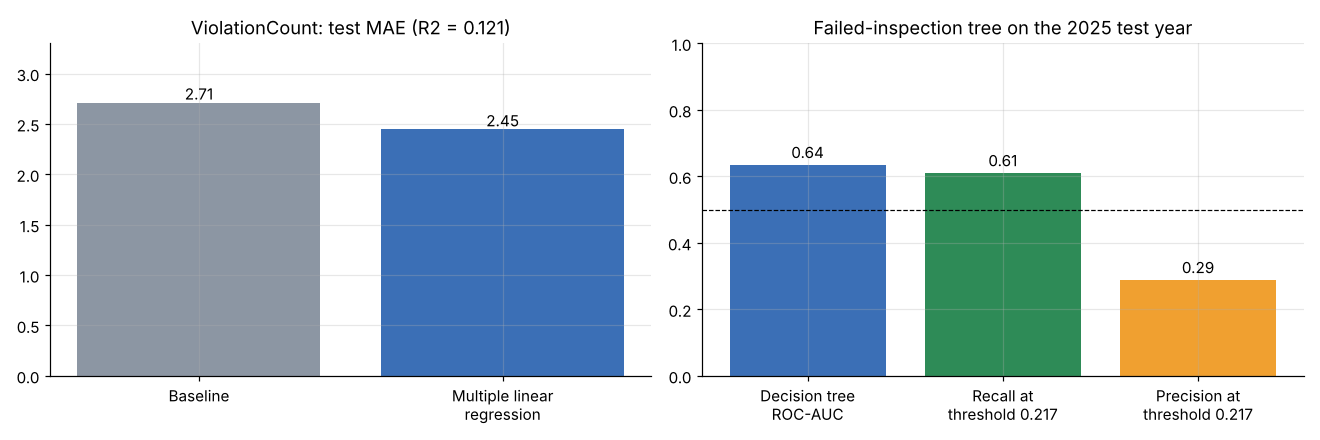 ViolationCount: test MAE (R2 = 0.121)
3.0
2.5
2.0
1.5
1.0
0.5
0.0
2.71
2.45
Baseline
Multiple linear
regression
Failed-inspection tree on the 2025 test year
1.0
0.8
0.6
0.4
0.2
0.0
0.64
0.61
0.29
Decision tree
ROC-AUC
Recall at
threshold 0.217
Precision at
threshold 0.217